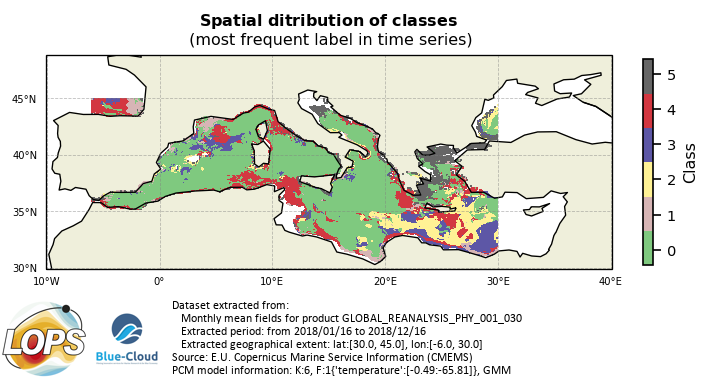 Spatial ditribution of classes
(most frequent label in time series)
45°N
40°N
35°N
30°N
10°W
0°
10°E
20°E
30°E
40°E
5
4
3
2
1
0
Class
LOPS
Blue-Cloud
Dataset extracted from:
Monthly mean fields for product GLOBAL_REANALYSIS_PHY_001_030
Extracted period: from 2018/01/16 to 2018/12/16
Extracted geographical extent: lat:[30.0, 45.0], lon:[-6.0, 30.0]
Source: E.U. Copernicus Marine Service Information (CMEMS)
PCM model information: K:6, F:1{'temperature':[-0.49:-65.81]}, GMM